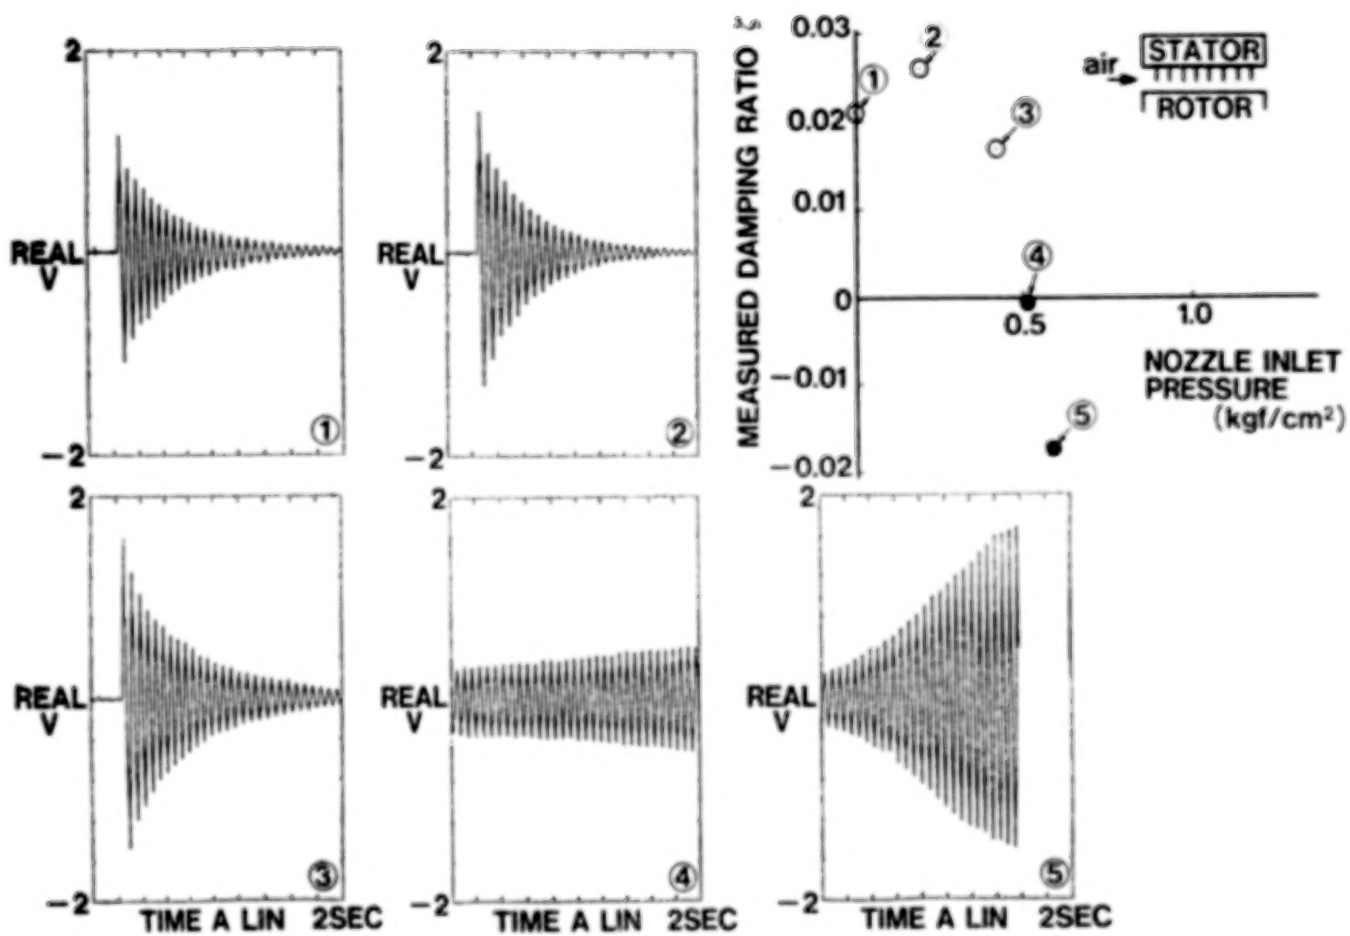 2
REAL
V
−2
①
2
REAL
V
−2
②
MEASURED DAMPING RATIO ζ
0.03
0.02
0.01
0
−0.01
−0.02
①
②
③
④
⑤
0.5
1.0
NOZZLE INLET
PRESSURE
(kgf/cm²)
air
STATOR
ROTOR
2
REAL
V
−2
③
TIME A LIN 2SEC
2
REAL
V
−2
④
TIME A LIN 2SEC
2
REAL
V
−2
⑤
TIME A LIN 2SEC